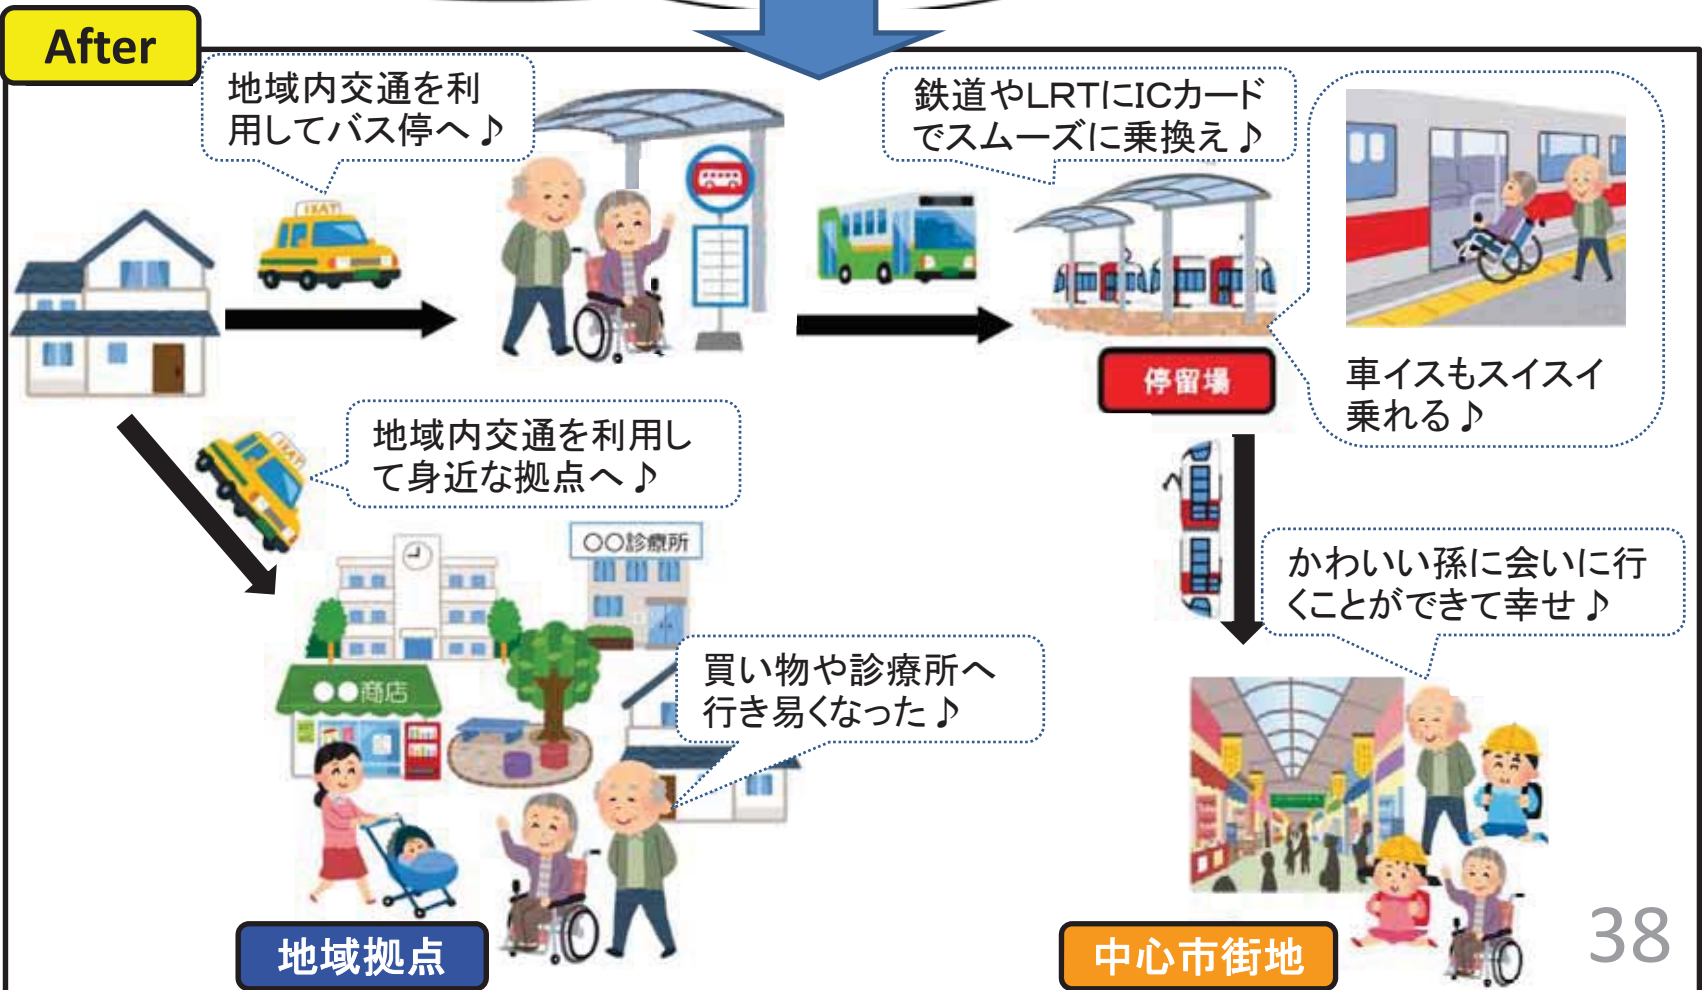 After
地域内交通を利
用してバス停へ♪
鉄道やLRTにICカード
でスムーズに乗換え♪
TAXI
停留場
車イスもスイスイ
乗れる♪
地域内交通を利用し
て身近な拠点へ♪
TAXI
○○診療所
かわいい孫に会いに行
くことができて幸せ♪
買い物や診療所へ
行き易くなった♪
●●商店
地域拠点
中心市街地
38